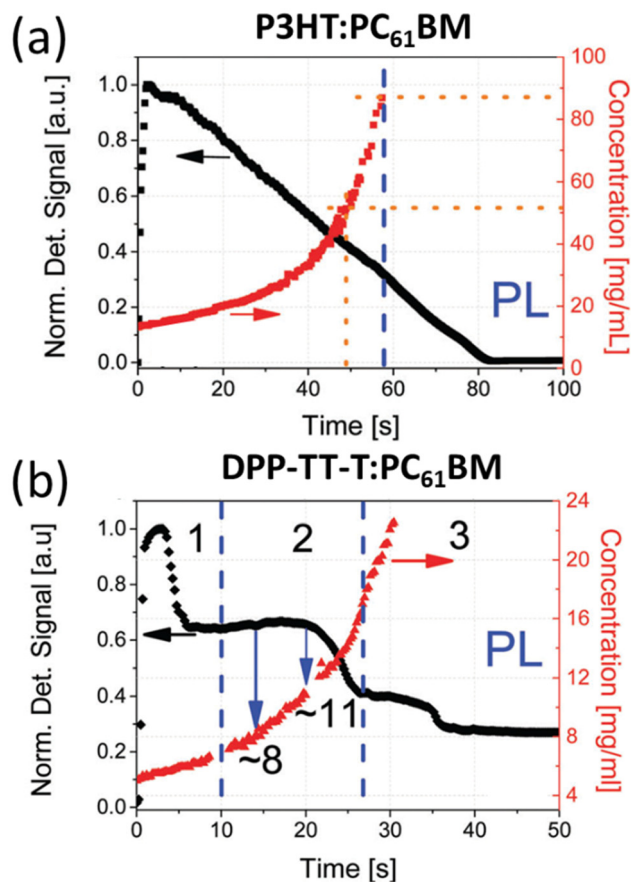 (a) P3HT:PC₆₁BM
Norm. Det. Signal [a.u.]
1.0
0.8
0.6
0.4
0.2
0.0
PL
Concentration [mg/mL]
100
80
60
40
20
0
0 20 40 60 80 100
Time [s]
(b) DPP-TT-T:PC₆₁BM
Norm. Det. Signal [a.u]
1.0
0.8
0.6
0.4
0.2
0.0
1 2 3
PL
~11
~8
Concentration [mg/ml]
24
20
16
12
8
4
0 10 20 30 40 50
Time [s]